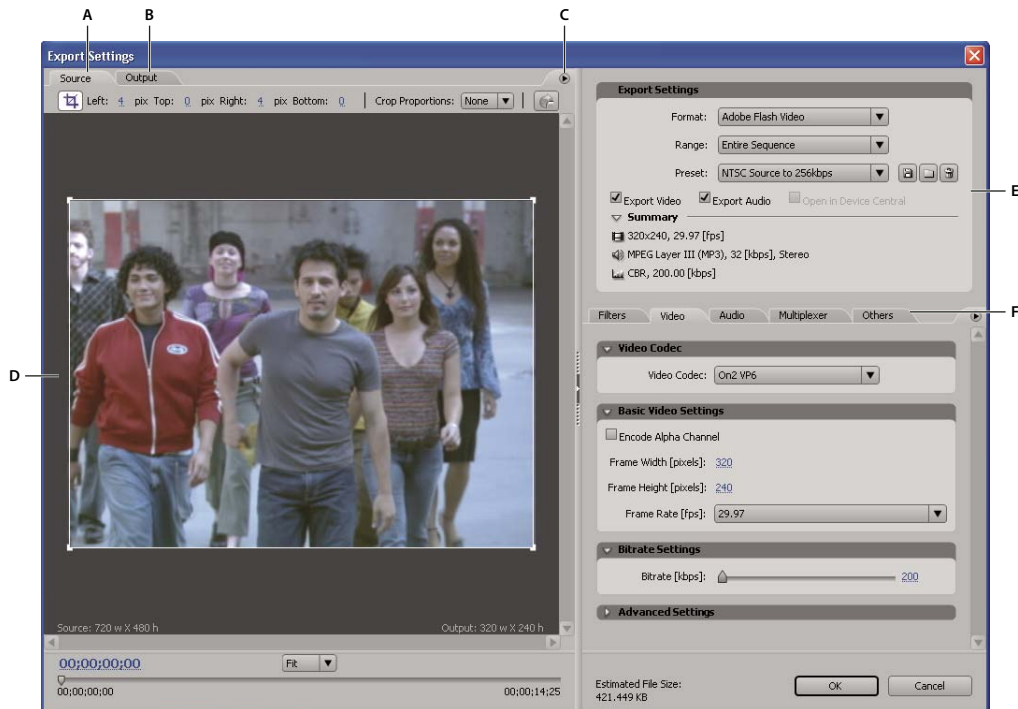 A B C
Export Settings
Source Output
Left: 4 pix Top: 0 pix Right: 4 pix Bottom: 0 Crop Proportions: None
Source: 720 w X 480 h Output: 320 w X 240 h
00;00;00;00 Fit
00;00;00;00 00;00;14;25
D
Export Settings
Format: Adobe Flash Video
Range: Entire Sequence
Preset: NTSC Source to 256kbps
E
Export Video Export Audio Open in Device Central
Summary
320x240, 29.97 [fps]
MPEG Layer III (MP3), 32 [kbps], Stereo
CBR, 200.00 [kbps]
Filters Video Audio Multiplexer Others
F
Video Codec
Video Codec: On2 VP6
Basic Video Settings
Encode Alpha Channel
Frame Width [pixels]: 320
Frame Height [pixels]: 240
Frame Rate [fps]: 29.97
Bitrate Settings
Bitrate [kbps]: 200
Advanced Settings
Estimated File Size:
421.449 KB
OK Cancel